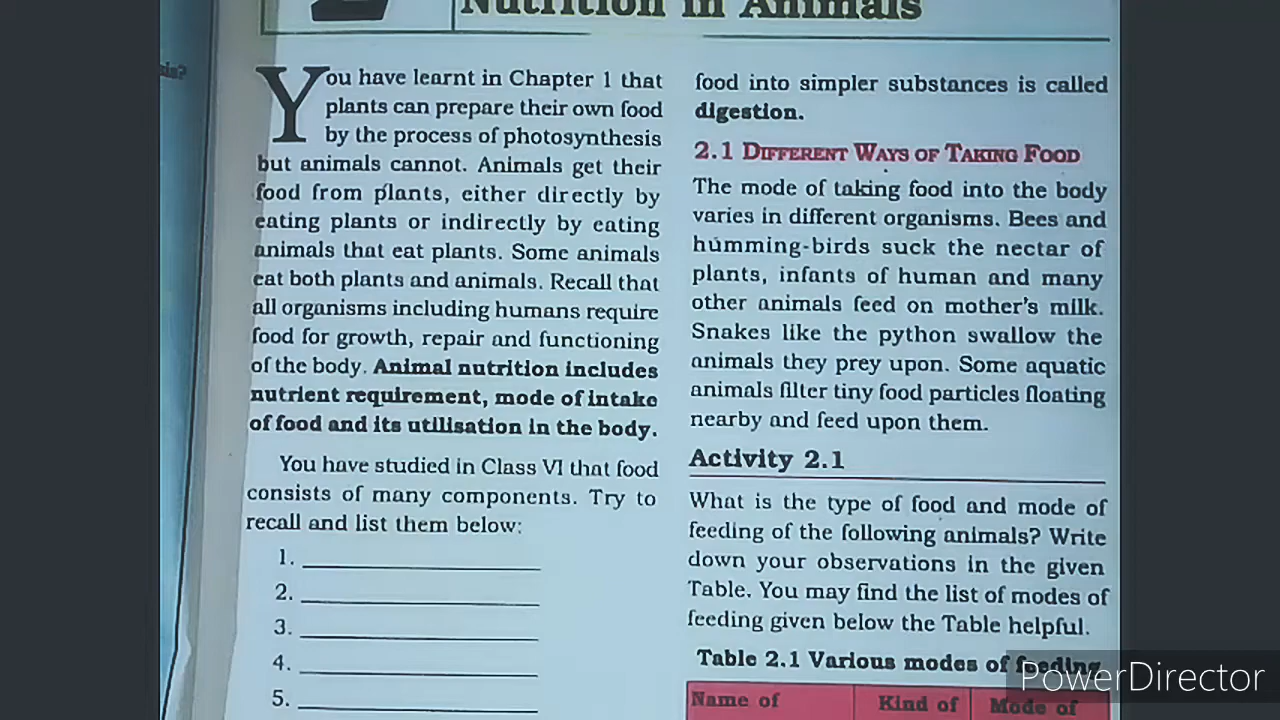 Nutrition in Animals
You have learnt in Chapter 1 that
plants can prepare their own food
by the process of photosynthesis
but animals cannot. Animals get their
food from plants, either directly by
eating plants or indirectly by eating
animals that eat plants. Some animals
eat both plants and animals. Recall that
all organisms including humans require
food for growth, repair and functioning
of the body. Animal nutrition includes
nutrient requirement, mode of intake
of food and its utilisation in the body.
You have studied in Class VI that food
consists of many components. Try to
recall and list them below:
1.
2.
3.
4.
5.
food into simpler substances is called
digestion.
2.1 DIFFERENT WAYS OF TAKING FOOD
The mode of taking food into the body
varies in different organisms. Bees and
humming-birds suck the nectar of
plants, infants of human and many
other animals feed on mother's milk.
Snakes like the python swallow the
animals they prey upon. Some aquatic
animals filter tiny food particles floating
nearby and feed upon them.
Activity 2.1
What is the type of food and mode of
feeding of the following animals? Write
down your observations in the given
Table. You may find the list of modes of
feeding given below the Table helpful.
Table 2.1 Various modes of feeding
Name of Kind of Mode of
PowerDirector